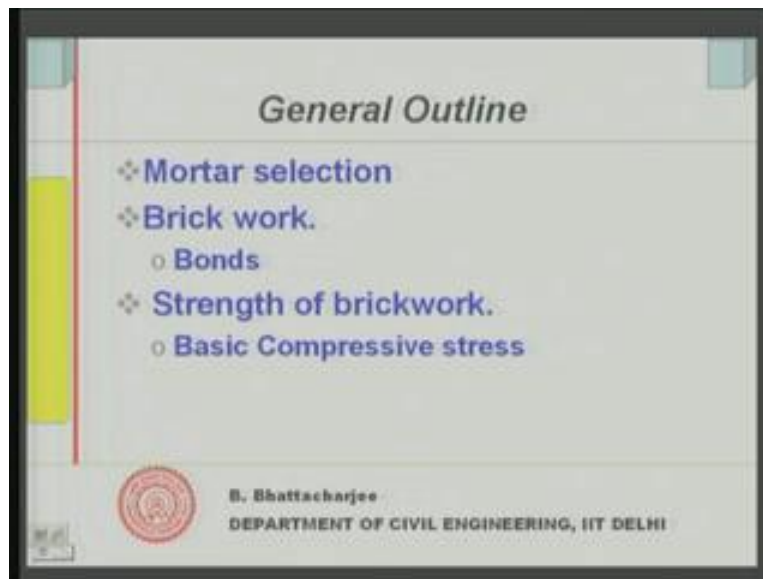 General Outline
❖Mortar selection
❖Brick work.
o Bonds
❖ Strength of brickwork.
o Basic Compressive stress
B. Bhattacharjee
DEPARTMENT OF CIVIL ENGINEERING, IIT DELHI